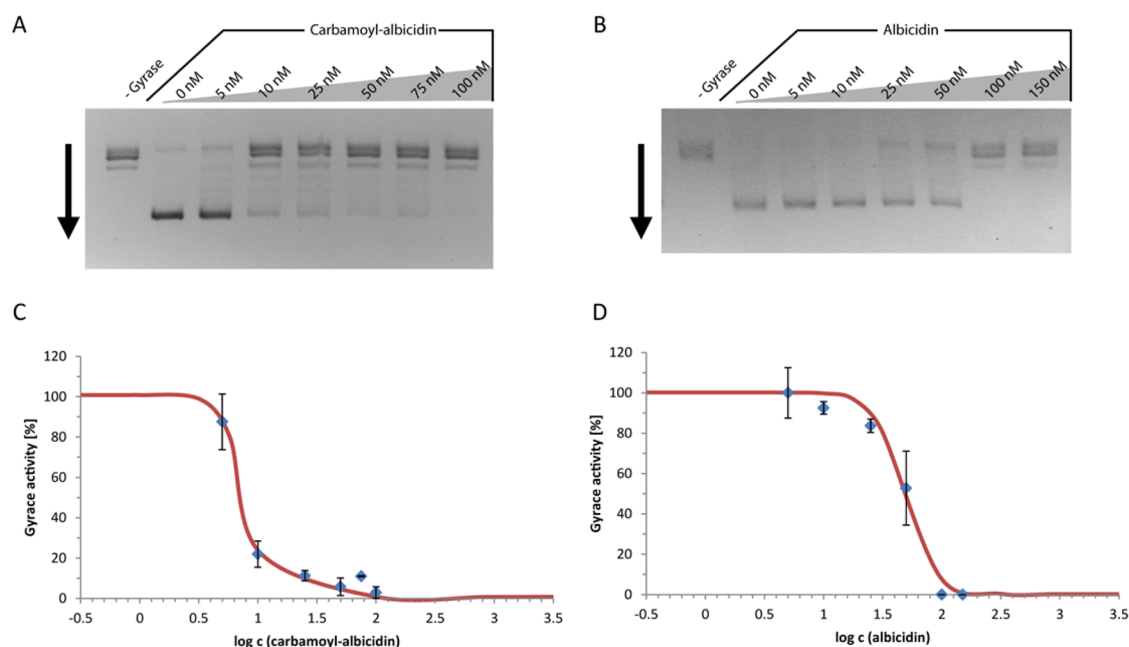 A
Carbamoyl-albicidin
- Gyrase
0 nM
5 nM
10 nM
25 nM
50 nM
75 nM
100 nM
B
Albicidin
- Gyrase
0 nM
5 nM
10 nM
25 nM
50 nM
100 nM
150 nM
C
120
100
80
60
40
20
0
Gyrace activity [%]
-0.5 0 0.5 1 1.5 2 2.5 3 3.5
log c (carbamoyl-albicidin)
D
120
100
80
60
40
20
0
Gyrace activity [%]
-0.5 0 0.5 1 1.5 2 2.5 3 3.5
log c (albicidin)